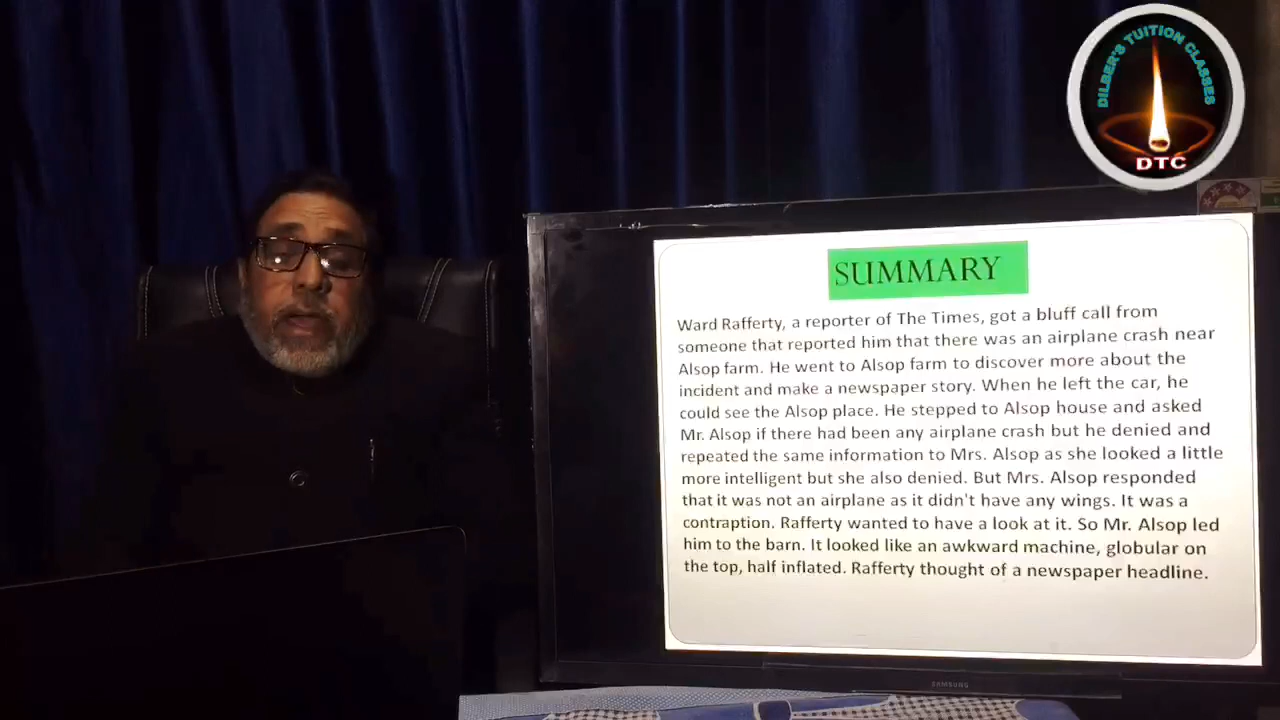 DILBER'S TUITION CLASSES
DTC
SUMMARY
Ward Rafferty, a reporter of The Times, got a bluff call from
someone that reported him that there was an airplane crash near
Alsop farm. He went to Alsop farm to discover more about the
incident and make a newspaper story. When he left the car, he
could see the Alsop place. He stepped to Alsop house and asked
Mr. Alsop if there had been any airplane crash but he denied and
repeated the same information to Mrs. Alsop as she looked a little
more intelligent but she also denied. But Mrs. Alsop responded
that it was not an airplane as it didn't have any wings. It was a
contraption. Rafferty wanted to have a look at it. So Mr. Alsop led
him to the barn. It looked like an awkward machine, globular on
the top, half inflated. Rafferty thought of a newspaper headline.
SAMSUNG